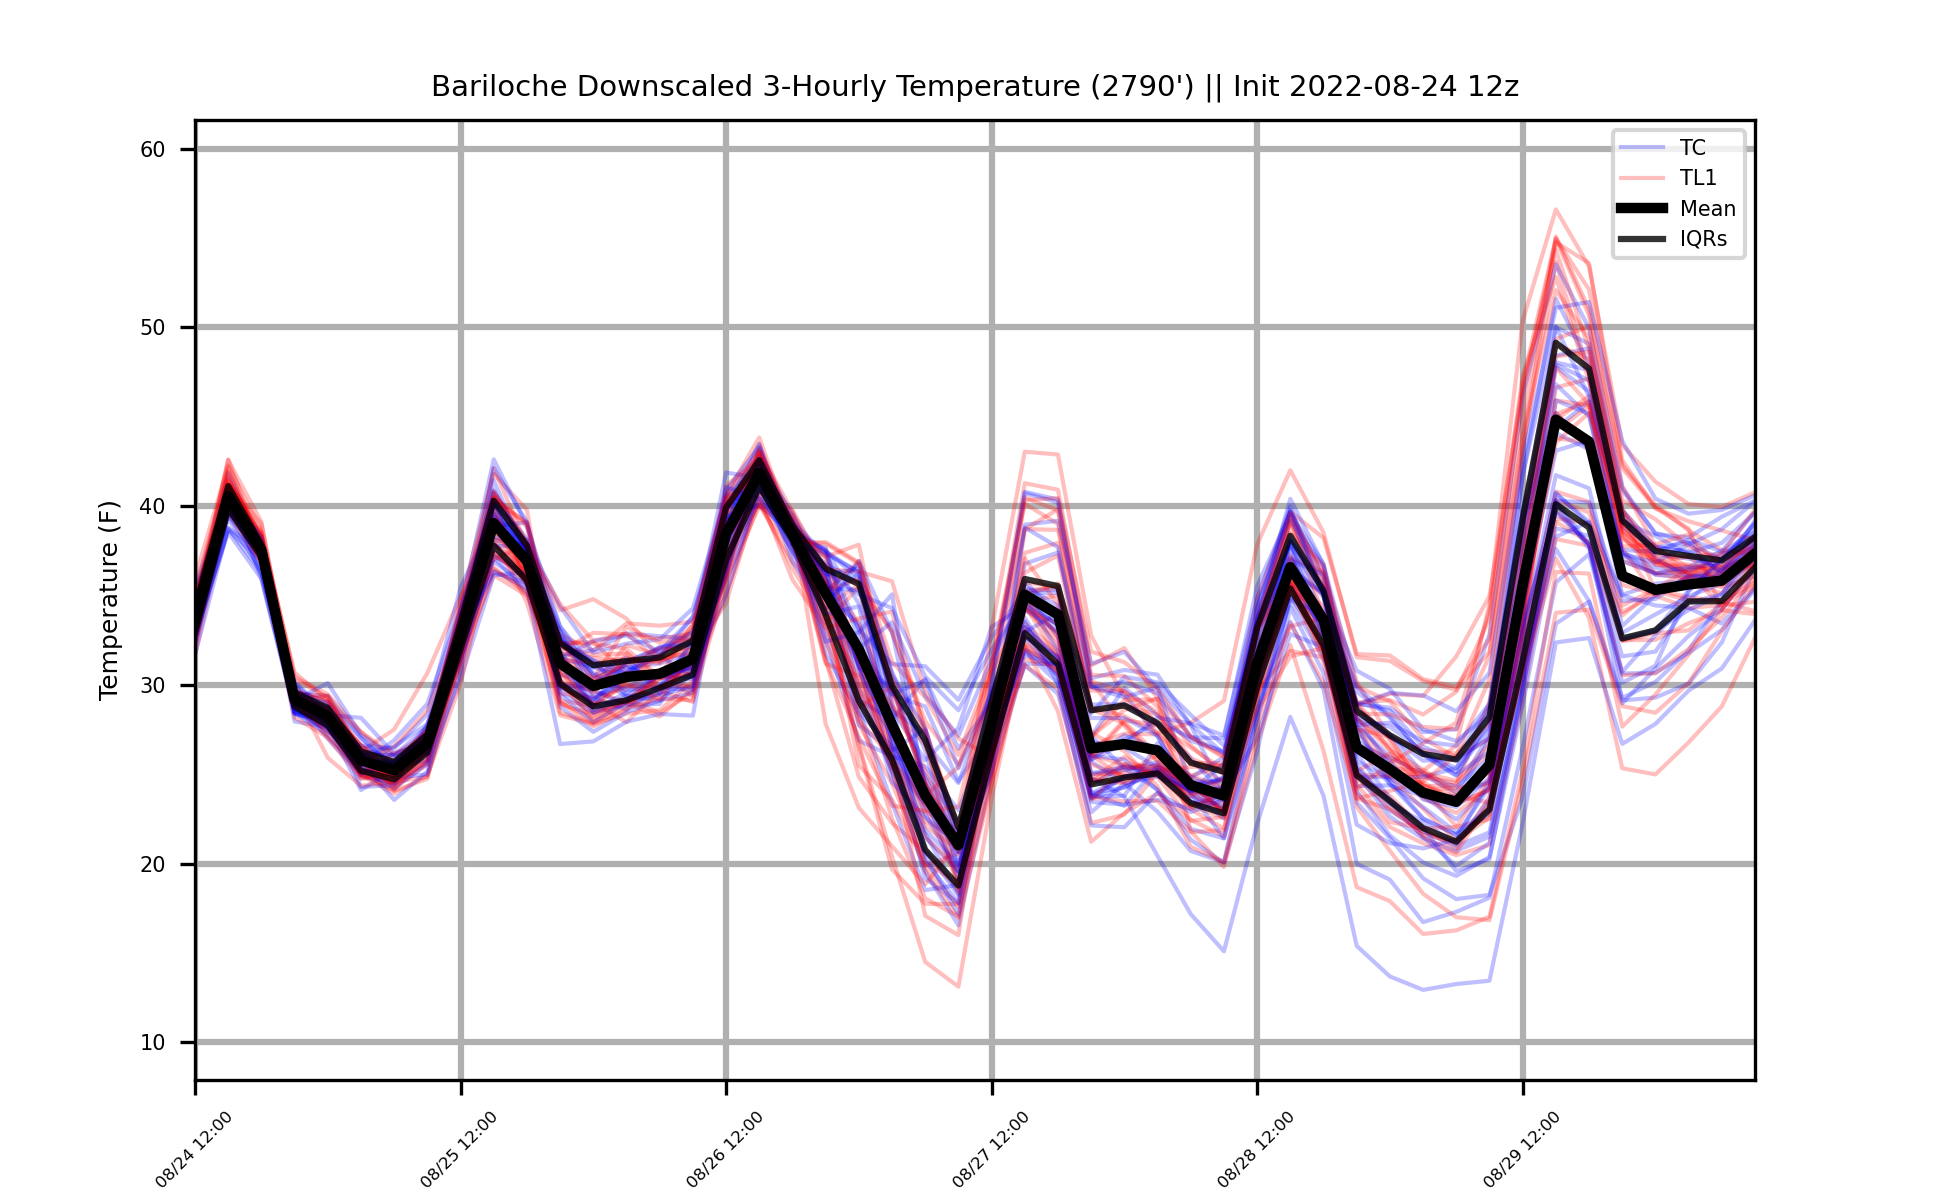 Bariloche Downscaled 3-Hourly Temperature (2790') || Init 2022-08-24 12z
TC
TL1
Mean
IQRs
Temperature (F)
60
50
40
30
20
10
08/24 12:00
08/25 12:00
08/26 12:00
08/27 12:00
08/28 12:00
08/29 12:00